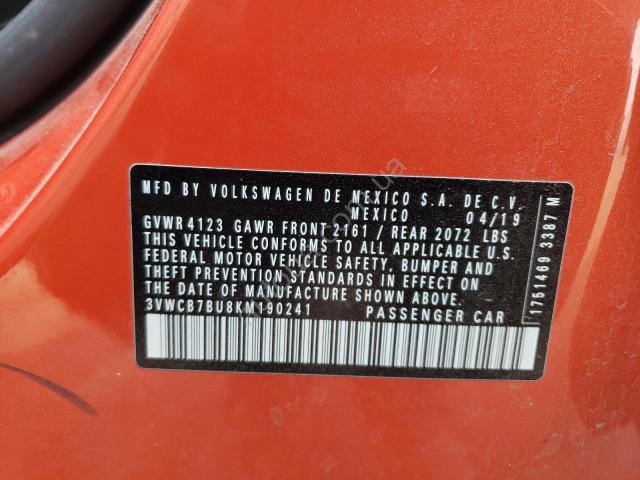 MFD BY VOLKSWAGEN DE MEXICO S.A. DE C.V.
MEXICO 04/19
GVWR 4123 GAWR FRONT 2161 / REAR 2072 LBS
THIS VEHICLE CONFORMS TO ALL APPLICABLE U.S.
FEDERAL MOTOR VEHICLE SAFETY, BUMPER AND
THEFT PREVENTION STANDARDS IN EFFECT ON
THE DATE OF MANUFACTURE AS SHOWN ABOVE
3VWCB7BU8KM190241 PASSENGER CAR
1751469 3387 M